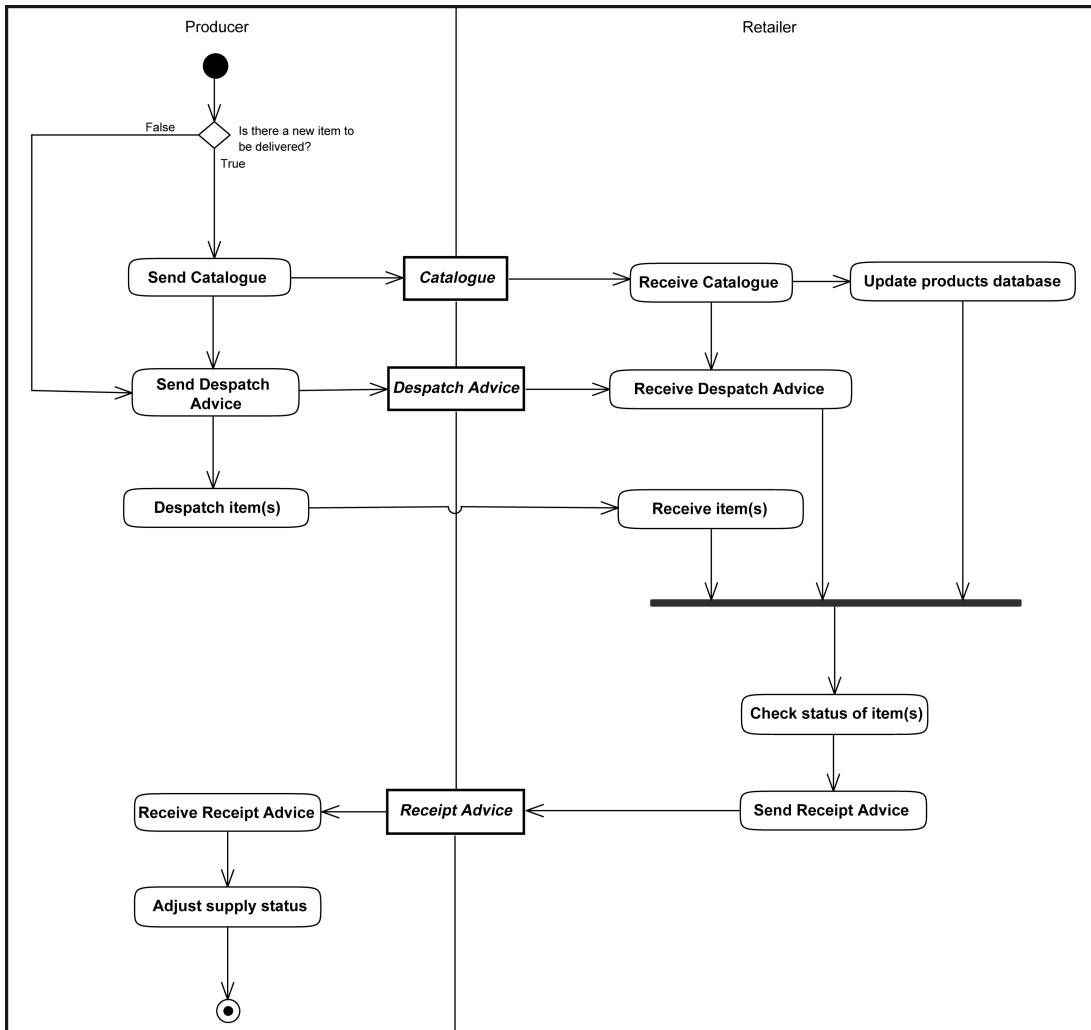 Producer
Retailer
False
Is there a new item to
be delivered?
True
Send Catalogue
Catalogue
Receive Catalogue
Update products database
Send Despatch
Advice
Despatch Advice
Receive Despatch Advice
Despatch item(s)
Receive item(s)
Check status of item(s)
Receive Receipt Advice
Receipt Advice
Send Receipt Advice
Adjust supply status